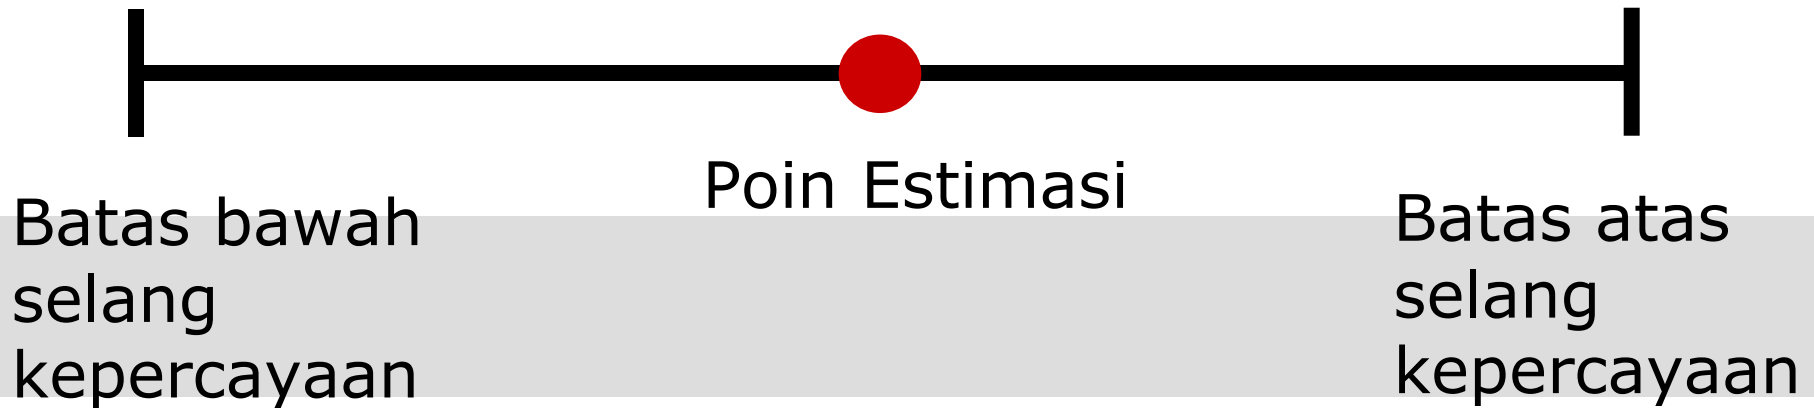 Poin Estimasi
Batas bawah
selang
kepercayaan
Batas atas
selang
kepercayaan